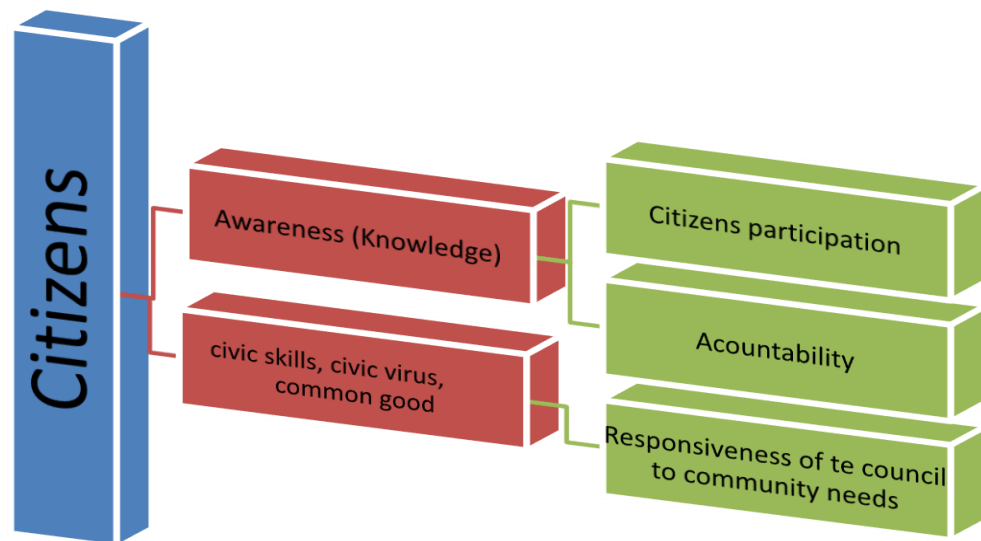 Citizens
Awareness (Knowledge)
civic skills, civic virus,
common good
Citizens participation
Acountability
Responsiveness of te council
to community needs